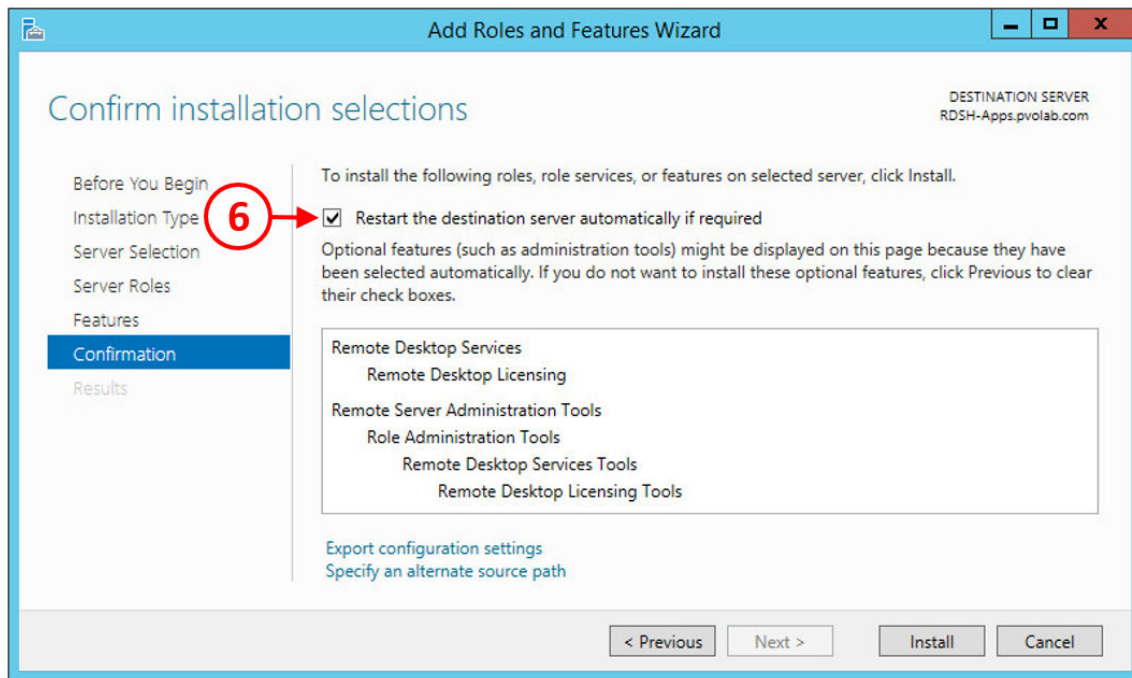 Add Roles and Features Wizard
Confirm installation selections
DESTINATION SERVER
RDSH-Apps.pvolab.com
Before You Begin
Installation Type
Server Selection
Server Roles
Features
Confirmation
Results
6
To install the following roles, role services, or features on selected server, click Install.
Restart the destination server automatically if required
Optional features (such as administration tools) might be displayed on this page because they have
been selected automatically. If you do not want to install these optional features, click Previous to clear
their check boxes.
Remote Desktop Services
Remote Desktop Licensing
Remote Server Administration Tools
Role Administration Tools
Remote Desktop Services Tools
Remote Desktop Licensing Tools
Export configuration settings
Specify an alternate source path
< Previous
Next >
Install
Cancel